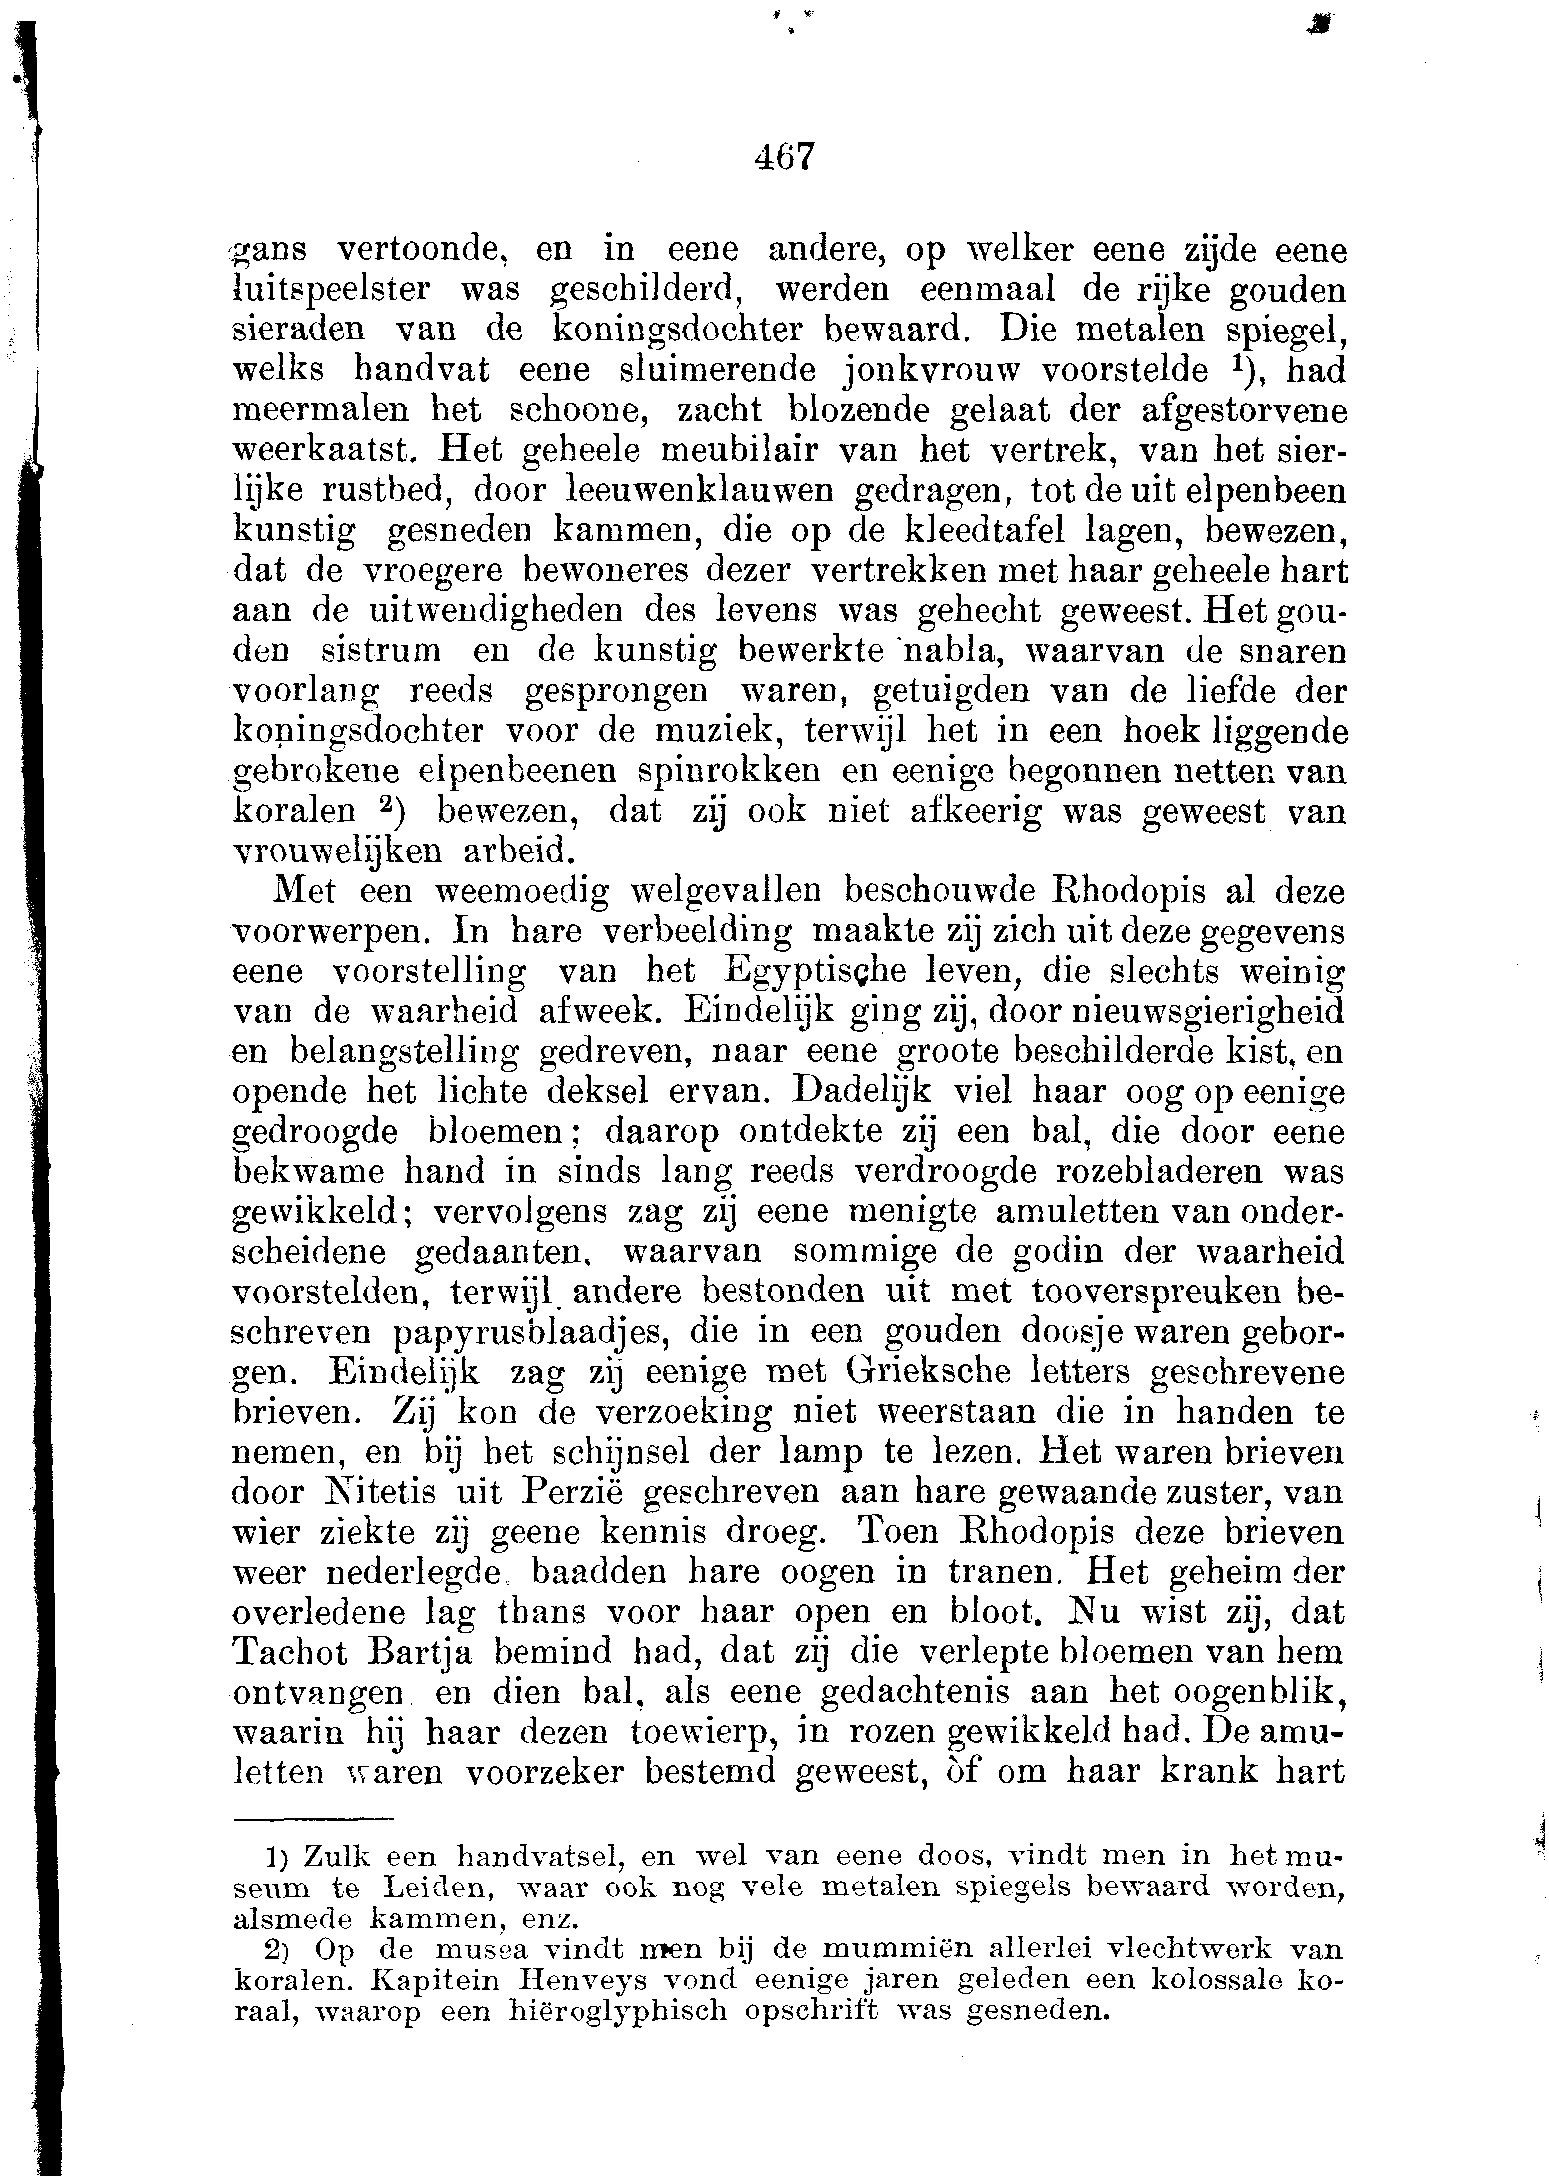 467
gans vertoonde, en in eene andere, op welker eene zijde eene
luitspeelster was geschilderd, werden eenmaal de rijke gouden
sieraden van de koningsdochter bewaard. Die metalen spiegel,
welks handvat eene sluimerende jonkvrouw voorstelde ¹), had
meermalen het schoone, zacht blozende gelaat der afgestorvene
weerkaatst. Het geheele meubilair van het vertrek, van het sier-
lijke rustbed, door leeuwenklauwen gedragen, tot de uit elpenbeen
kunstig gesneden kammen, die op de kleedtafel lagen, bewezen,
dat de vroegere bewoneres dezer vertrekken met haar geheele hart
aan de uitwendigheden des levens was gehecht geweest. Het gou-
den sistrum en de kunstig bewerkte nabla, waarvan de snaren
voorlang reeds gesprongen waren, getuigden van de liefde der
koningsdochter voor de muziek, terwijl het in een hoek liggende
gebrokene elpenbeenen spinrokken en eenige begonnen netten van
koralen ²) bewezen, dat zij ook niet afkeerig was geweest van
vrouwelijken arbeid.
Met een weemoedig welgevallen beschouwde Rhodopis al deze
voorwerpen. In hare verbeelding maakte zij zich uit deze gegevens
eene voorstelling van het Egyptische leven, die slechts weinig
van de waarheid afweek. Eindelijk ging zij, door nieuwsgierigheid
en belangstelling gedreven, naar eene groote beschilderde kist, en
opende het lichte deksel ervan. Dadelijk viel haar oog op eenige
gedroogde bloemen; daarop ontdekte zij een bal, die door eene
bekwame hand in sinds lang reeds verdroogde rozebladeren was
gewikkeld; vervolgens zag zij eene menigte amuletten van onder-
scheidene gedaanten, waarvan sommige de godin der waarheid
voorstelden, terwijl andere bestonden uit met tooverspreuken be-
schreven papyrusblaadjes, die in een gouden doosje waren gebor-
gen. Eindelijk zag zij eenige met Grieksche letters geschrevene
brieven. Zij kon de verzoeking niet weerstaan die in handen te
nemen, en bij het schijnsel der lamp te lezen. Het waren brieven
door Nitetis uit Perzië geschreven aan hare gewaande zuster, van
wier ziekte zij geene kennis droeg. Toen Rhodopis deze brieven
weer nederlegde, baadden hare oogen in tranen. Het geheim der
overledene lag thans voor haar open en bloot. Nu wist zij, dat
Tachot Bartja bemind had, dat zij die verlepte bloemen van hem
ontvangen en dien bal, als eene gedachtenis aan het oogenblik,
waarin hij haar dezen toewierp, in rozen gewikkeld had. De amu-
letten waren voorzeker bestemd geweest, òf om haar krank hart
1) Zulk een handvatsel, en wel van eene doos, vindt men in het mu-
seum te Leiden, waar ook nog vele metalen spiegels bewaard worden,
alsmede kammen, enz.
2) Op de musea vindt men bij de mummiën allerlei vlechtwerk van
koralen. Kapitein Henveys vond eenige jaren geleden een kolossale ko-
raal, waarop een hiëroglyphisch opschrift was gesneden.